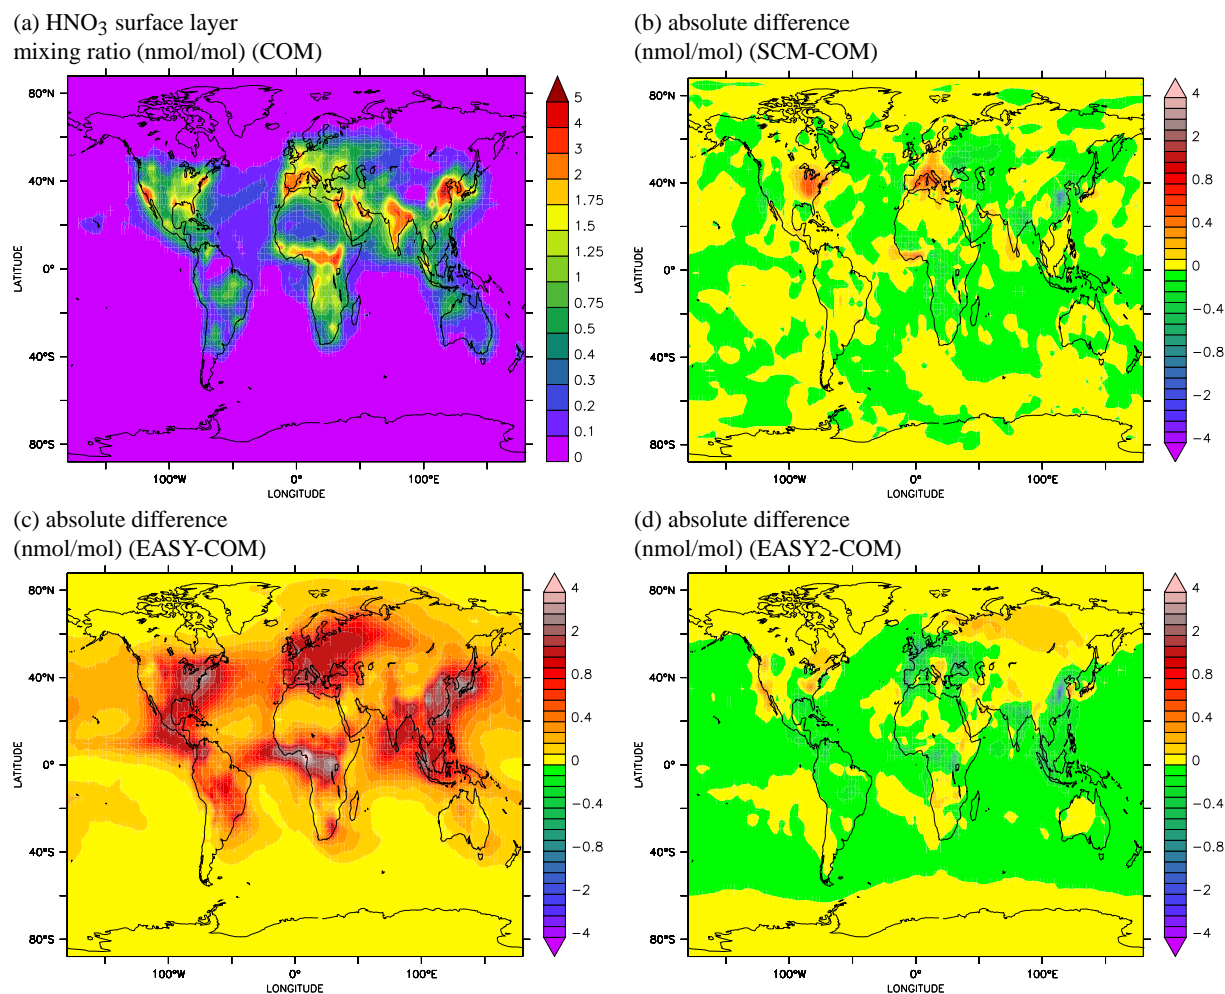 (a) HNO3 surface layer
mixing ratio (nmol/mol) (COM)
80°N
40°N
0°
40°S
80°S
LATITUDE
100°W
0°
100°E
LONGITUDE
5
4
3
2
1.75
1.5
1.25
1
0.75
0.5
0.4
0.3
0.2
0.1
0
(b) absolute difference
(nmol/mol) (SCM-COM)
80°N
40°N
0°
40°S
80°S
LATITUDE
100°W
0°
100°E
LONGITUDE
4
2
0.8
0.4
0
−0.4
−0.8
−2
−4
(c) absolute difference
(nmol/mol) (EASY-COM)
80°N
40°N
0°
40°S
80°S
LATITUDE
100°W
0°
100°E
LONGITUDE
4
2
0.8
0.4
0
−0.4
−0.8
−2
−4
(d) absolute difference
(nmol/mol) (EASY2-COM)
80°N
40°N
0°
40°S
80°S
LATITUDE
100°W
0°
100°E
LONGITUDE
4
2
0.8
0.4
0
−0.4
−0.8
−2
−4